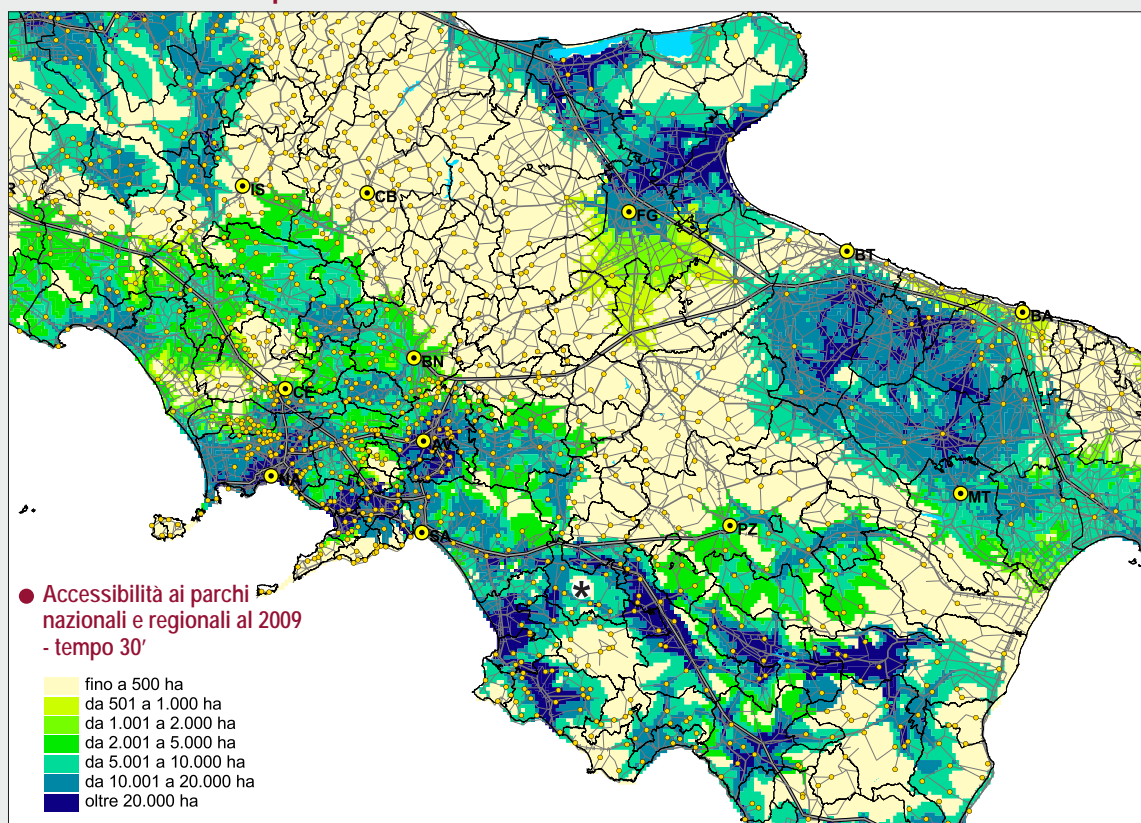 IS
CB
FG
BT
BA
BN
CE
AV
NA
MT
SA
PZ
*
Accessibilità ai parchi
nazionali e regionali al 2009
- tempo 30'
fino a 500 ha
da 501 a 1.000 ha
da 1.001 a 2.000 ha
da 2.001 a 5.000 ha
da 5.001 a 10.000 ha
da 10.001 a 20.000 ha
oltre 20.000 ha